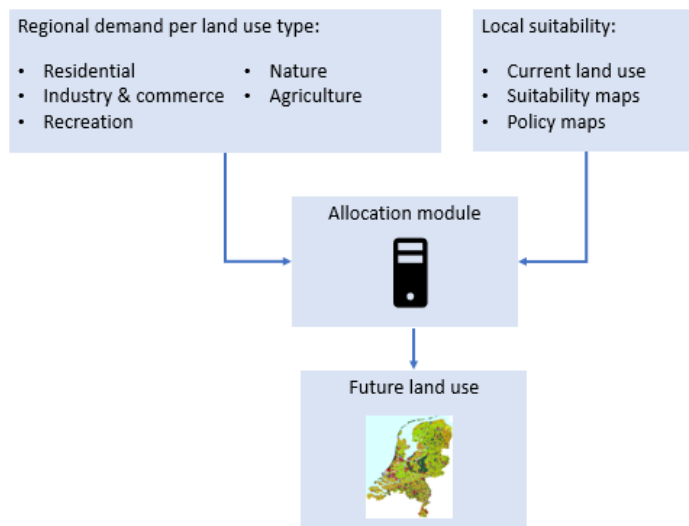 Regional demand per land use type:
• Residential
• Industry & commerce
• Recreation
• Nature
• Agriculture
Local suitability:
• Current land use
• Suitability maps
• Policy maps
Allocation module
Future land use